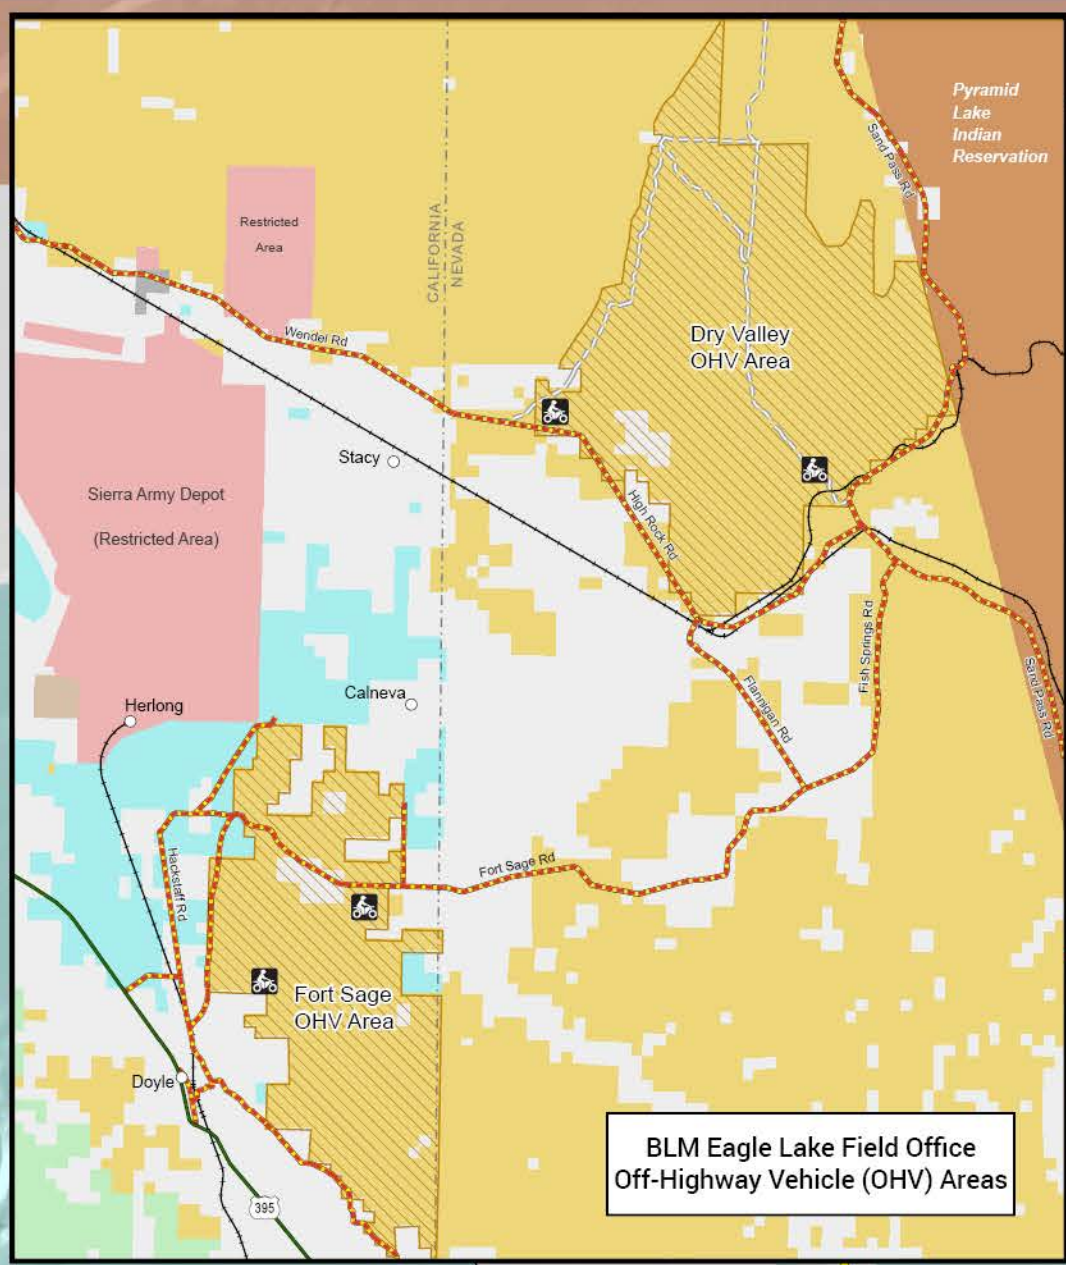 Pyramid
Lake
Indian
Reservation
Sand Pass Rd
Restricted
Area
CALIFORNIA
NEVADA
Wendel Rd
Dry Valley
OHV Area
Stacy
Sierra Army Depot
(Restricted Area)
High Rock Rd
Fish Springs Rd
Sand Pass Rd
Flannigan Rd
Calneva
Herlong
Hackstaff Rd
Fort Sage Rd
Fort Sage
OHV Area
Doyle
395
BLM Eagle Lake Field Office
Off-Highway Vehicle (OHV) Areas